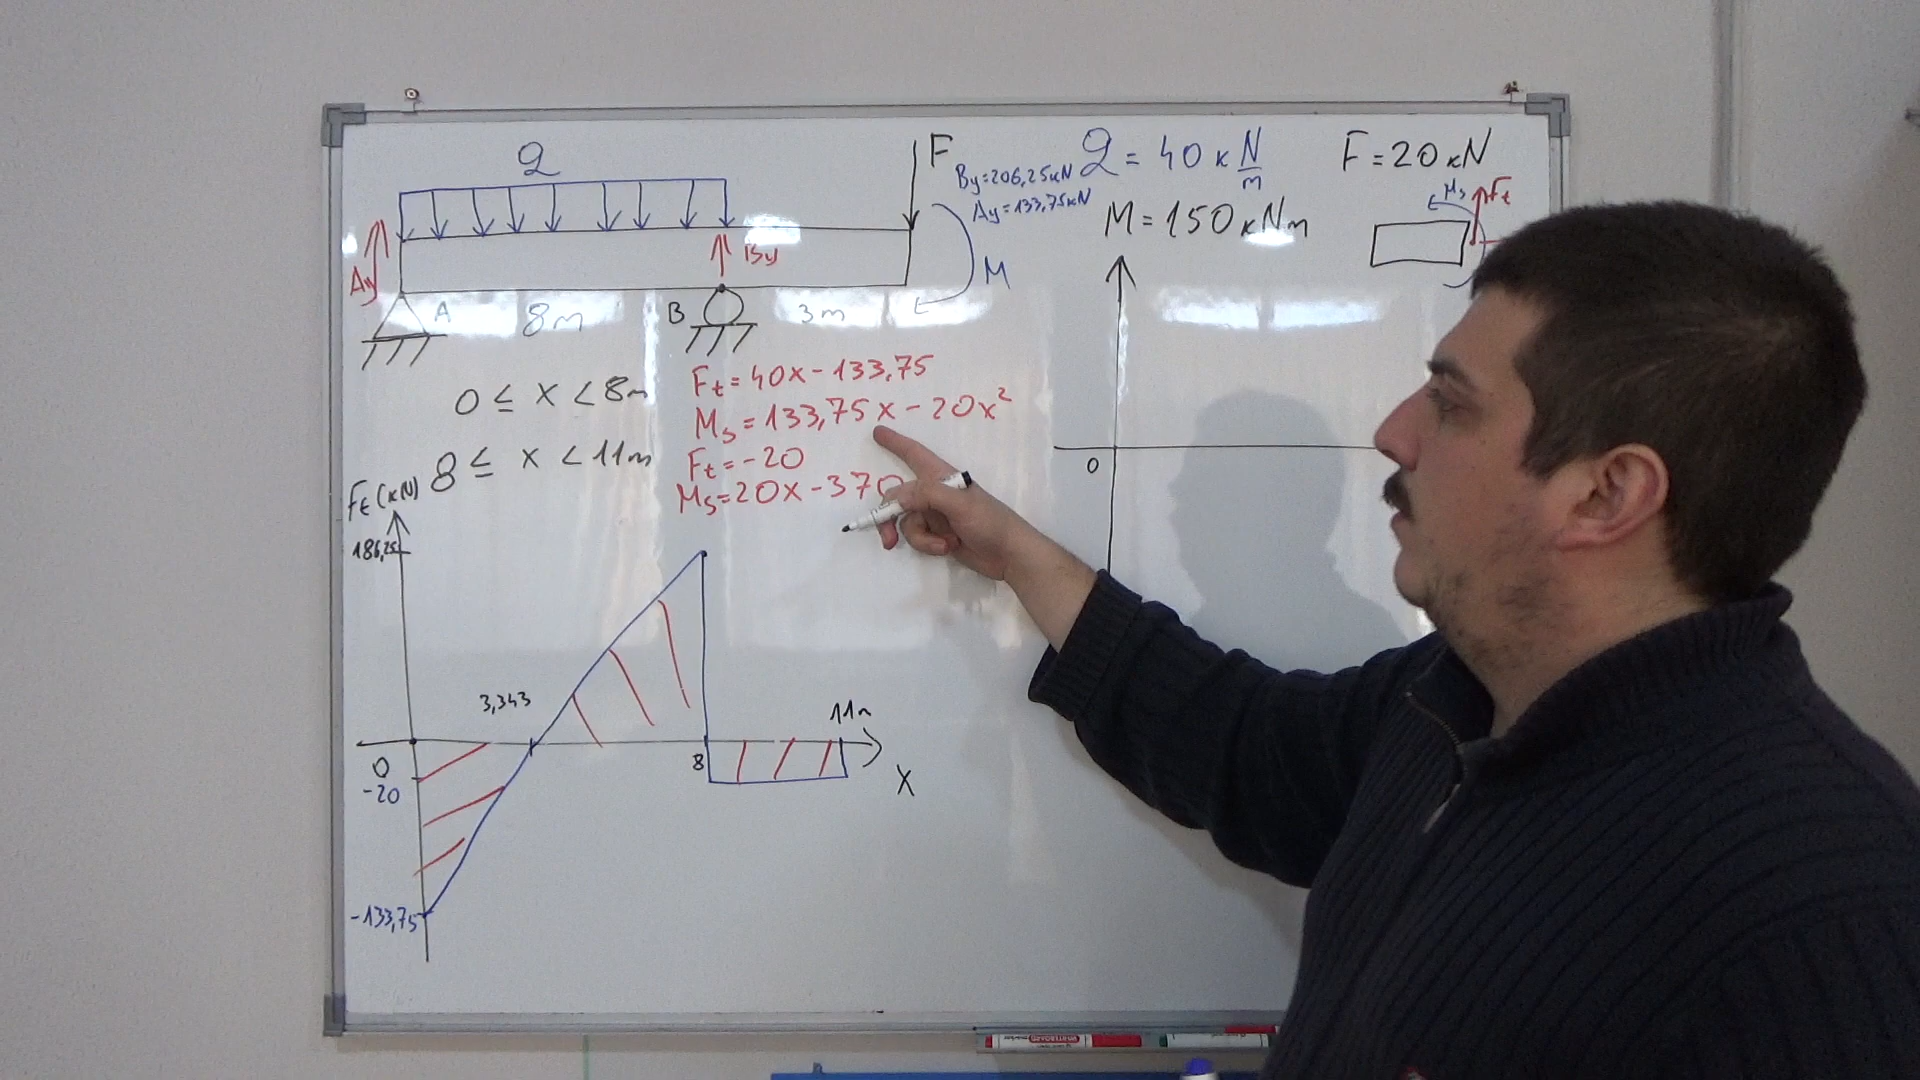 q
F
By=206,25kN
Ay=133,75kN
q = 40 k N/m
F = 20 kN
M = 150 kNm
Ms
Ft
Ay
By
M
A
8m
B
3m
0 ≤ x < 8m
Ft = 40x - 133,75
Ms = 133,75x - 20x²
8 ≤ x < 11m
Ft = -20
Ms = 20x - 370
Ft (kN)
186,25
0
3,343
11m
0
8
-20
x
-133,75